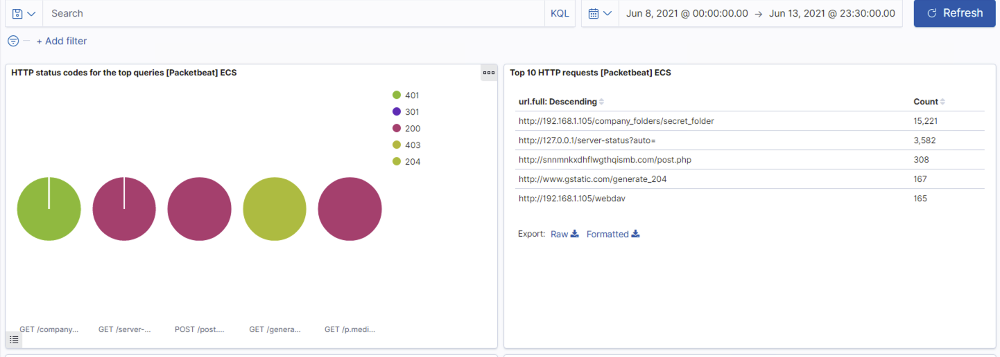 Search KQL Jun 8, 2021 @ 00:00:00.00 → Jun 13, 2021 @ 23:30:00.00 Refresh
+ Add filter
HTTP status codes for the top queries [Packetbeat] ECS
401
301
200
403
204
GET /company... GET /server-... POST /post.... GET /genera... GET /p.medi...
Top 10 HTTP requests [Packetbeat] ECS
url.full: Descending Count
http://192.168.1.105/company_folders/secret_folder 15,221
http://127.0.0.1/server-status?auto= 3,582
http://snnmnkxdhflwgthqismb.com/post.php 308
http://www.gstatic.com/generate_204 167
http://192.168.1.105/webdav 165
Export: Raw Formatted